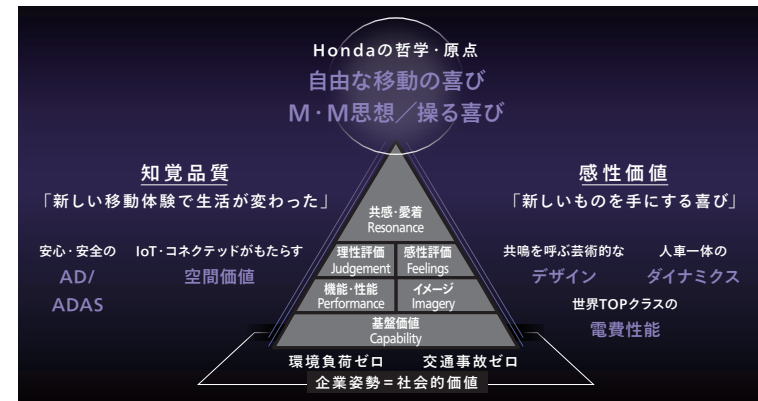 Hondaの哲学・原点
自由な移動の喜び
M・M思想／操る喜び
知覚品質
「新しい移動体験で生活が変わった」
安心・安全の
AD/
ADAS
IoT・コネクテッドがもたらす
空間価値
共感・愛着
Resonance
理性評価
Judgement
感性評価
Feelings
機能・性能
Performance
イメージ
Imagery
基盤価値
Capability
感性価値
「新しいものを手にする喜び」
共鳴を呼ぶ芸術的な
デザイン
人車一体の
ダイナミクス
世界TOPクラスの
電費性能
環境負荷ゼロ 交通事故ゼロ
企業姿勢＝社会的価値